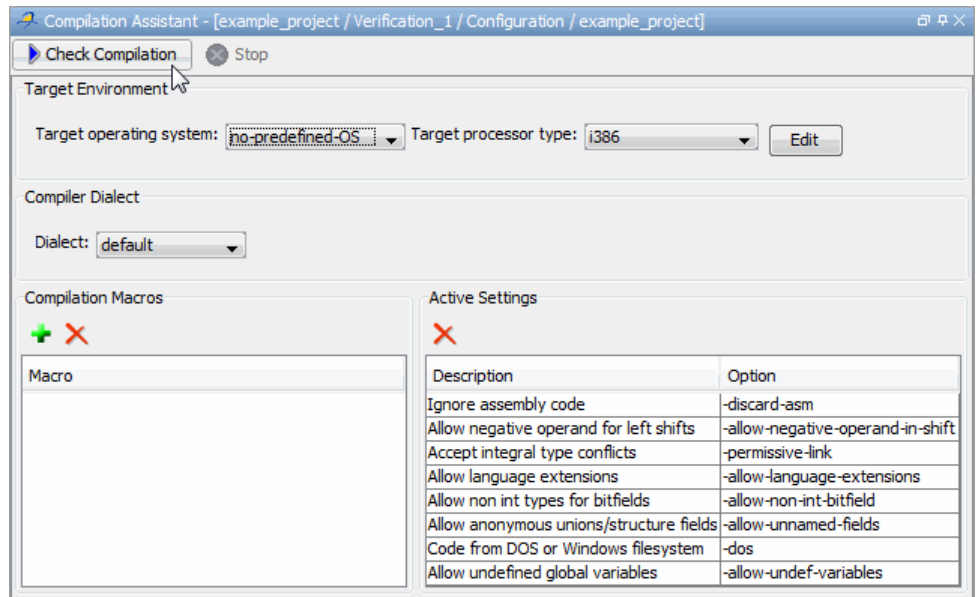 Compilation Assistant - [example_project / Verification_1 / Configuration / example_project]
Check Compilation Stop
Target Environment
Target operating system: no-predefined-OS Target processor type: i386 Edit
Compiler Dialect
Dialect: default
Compilation Macros
Macro
Active Settings
Description Option
Ignore assembly code -discard-asm
Allow negative operand for left shifts -allow-negative-operand-in-shift
Accept integral type conflicts -permissive-link
Allow language extensions -allow-language-extensions
Allow non int types for bitfields -allow-non-int-bitfield
Allow anonymous unions/structure fields -allow-unnamed-fields
Code from DOS or Windows filesystem -dos
Allow undefined global variables -allow-undef-variables